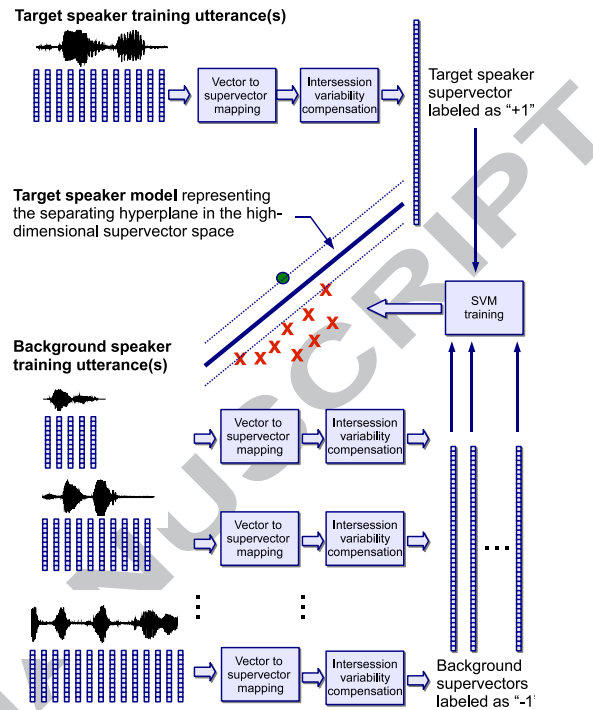 Target speaker training utterance(s)
Vector to
supervector
mapping
Intersession
variability
compensation
Target speaker
supervector
labeled as “+1”
Target speaker model representing
the separating hyperplane in the high-
dimensional supervector space
SVM
training
Background speaker
training utterance(s)
Vector to
supervector
mapping
Intersession
variability
compensation
Vector to
supervector
mapping
Intersession
variability
compensation
Vector to
supervector
mapping
Intersession
variability
compensation
Background
supervectors
labeled as “-1'
X X X X X X X X X X
NUSCRIPT